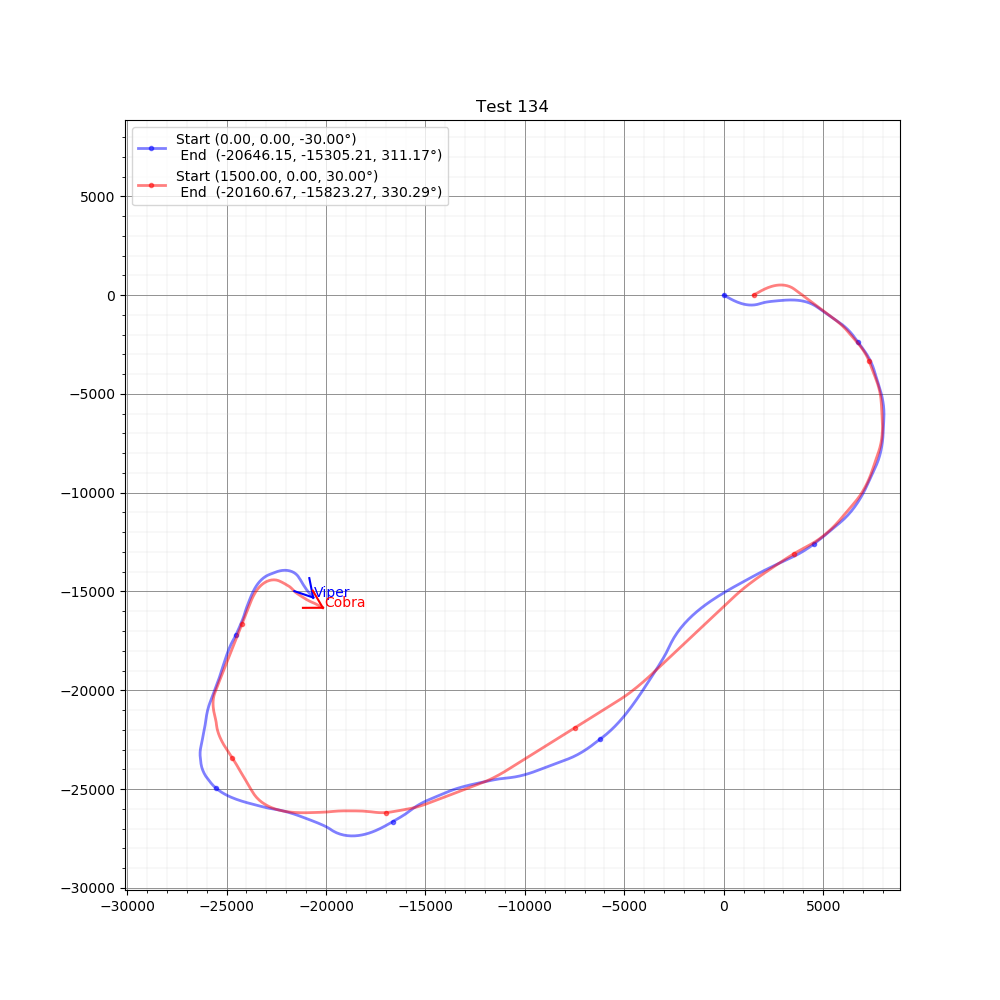 Test 134
Start (0.00, 0.00, -30.00°)
End  (-20646.15, -15305.21, 311.17°)
Start (1500.00, 0.00, 30.00°)
End  (-20160.67, -15823.27, 330.29°)
5000
0
−5000
−10000
−15000
−20000
−25000
−30000
Viper
Cobra
−30000
−25000
−20000
−15000
−10000
−5000
0
5000